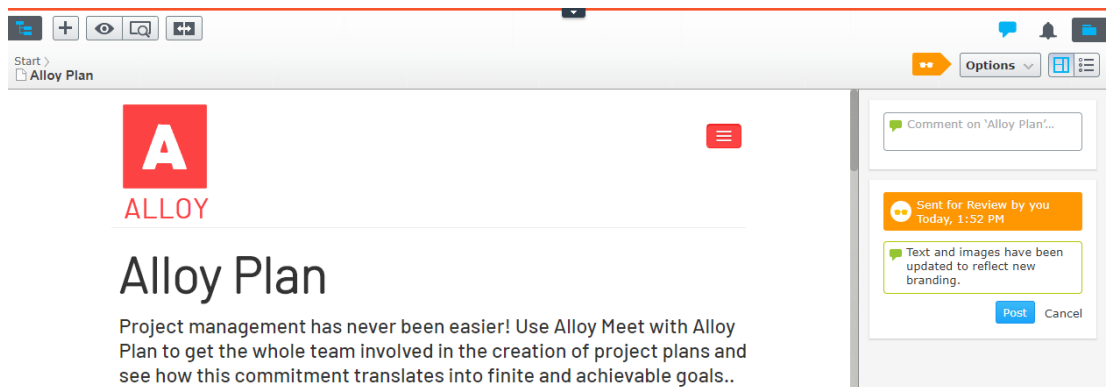 Start
Alloy Plan
Options
A
ALLOY
Alloy Plan
Project management has never been easier! Use Alloy Meet with Alloy
Plan to get the whole team involved in the creation of project plans and
see how this commitment translates into finite and achievable goals..
Comment on 'Alloy Plan'...
Sent for Review by you
Today, 1:52 PM
Text and images have been
updated to reflect new
branding.
Post Cancel